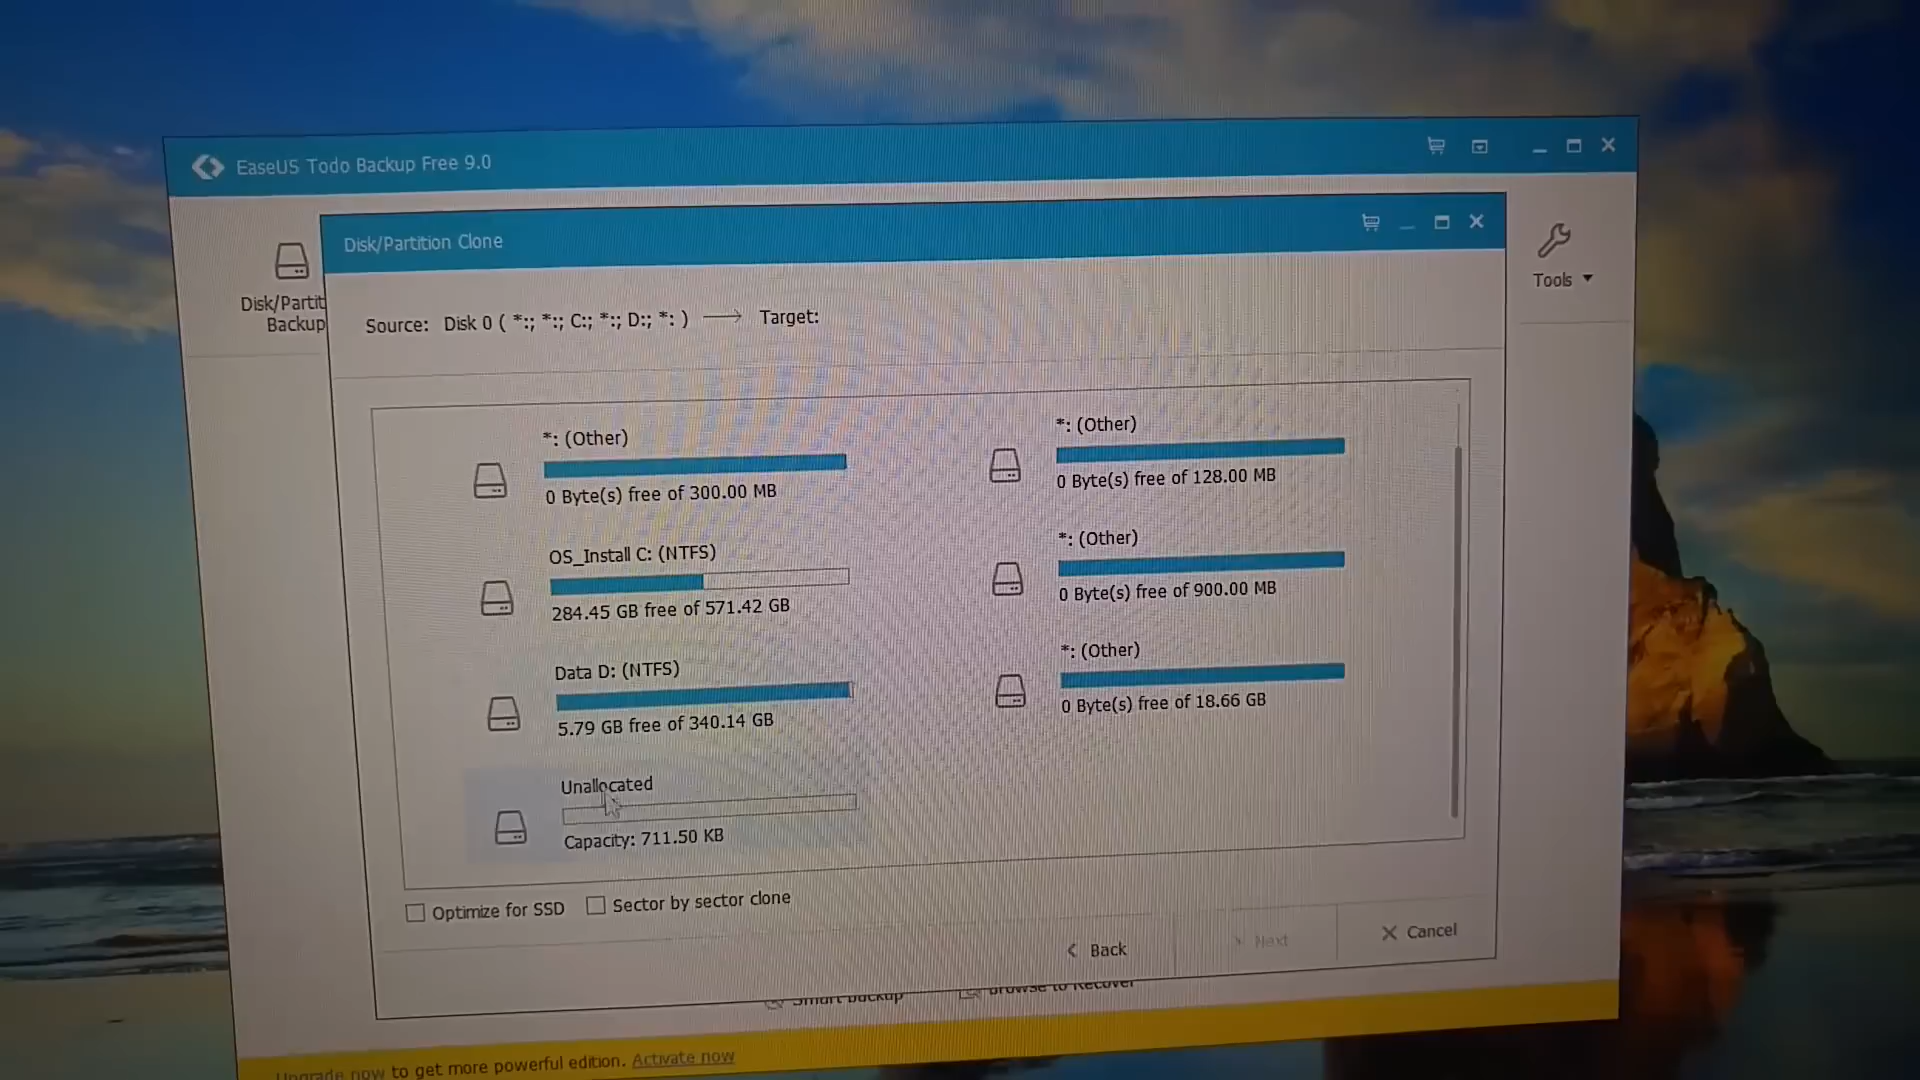 EaseUS Todo Backup Free 9.0
Disk/Partit
Backup
Tools
Disk/Partition Clone
Source: Disk 0 ( *:; *:; C:; *:; D:; *: ) Target:
*: (Other)
0 Byte(s) free of 300.00 MB
*: (Other)
0 Byte(s) free of 128.00 MB
OS_Install C: (NTFS)
284.45 GB free of 571.42 GB
*: (Other)
0 Byte(s) free of 900.00 MB
Data D: (NTFS)
5.79 GB free of 340.14 GB
*: (Other)
0 Byte(s) free of 18.66 GB
Unallocated
Capacity: 711.50 KB
Optimize for SSD Sector by sector clone
< Back > Next Cancel
Smart Backup Browse to Recover
Upgrade now to get more powerful edition. Activate now